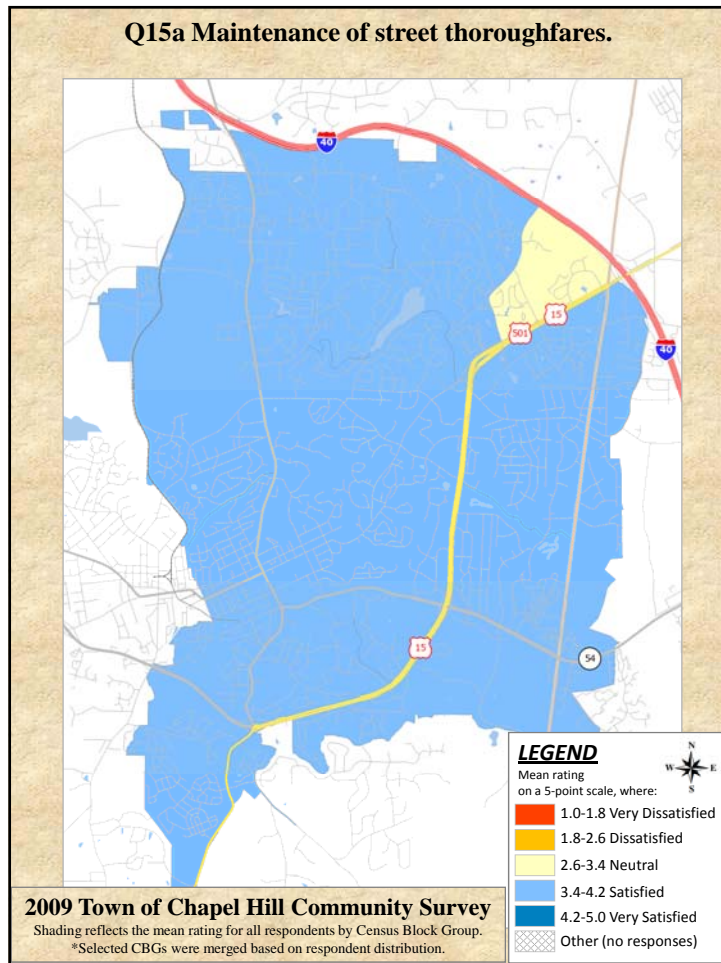 Q15a Maintenance of street thoroughfares.
40
15
501
40
15
54
LEGEND
Mean rating
on a 5-point scale, where:
N
W E
S
1.0-1.8 Very Dissatisfied
1.8-2.6 Dissatisfied
2.6-3.4 Neutral
3.4-4.2 Satisfied
4.2-5.0 Very Satisfied
Other (no responses)
2009 Town of Chapel Hill Community Survey
Shading reflects the mean rating for all respondents by Census Block Group.
*Selected CBGs were merged based on respondent distribution.